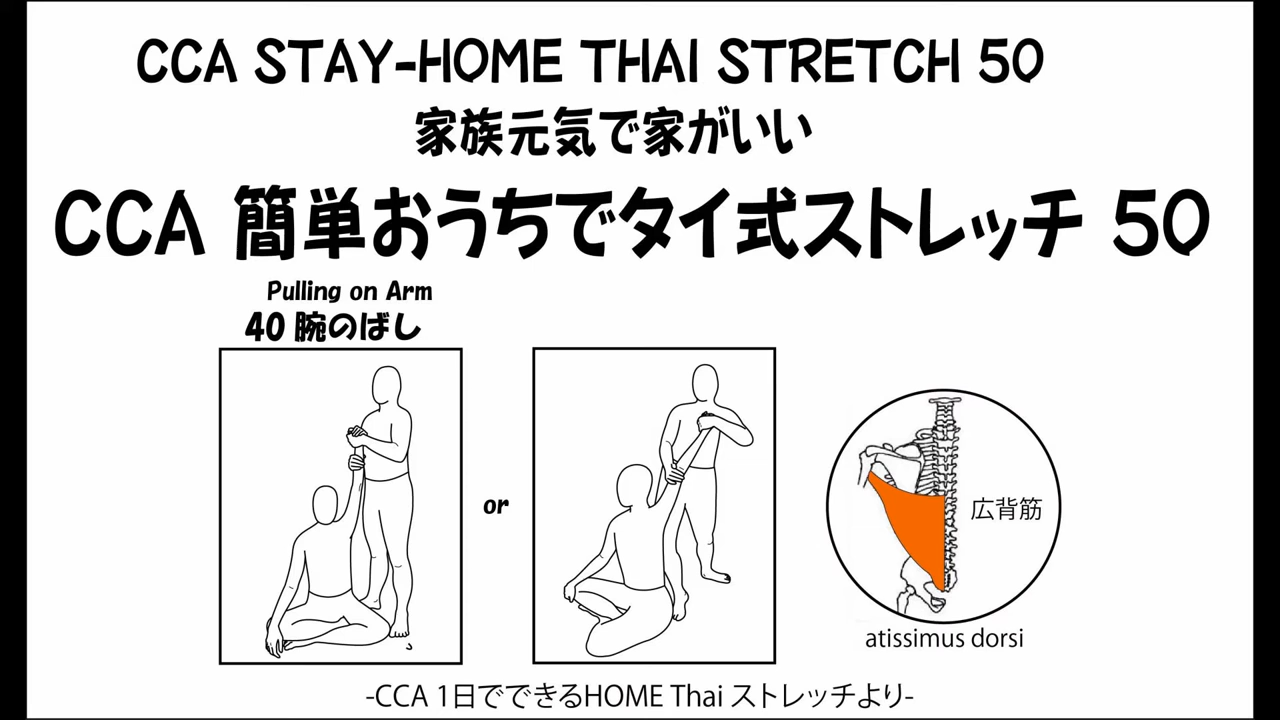 CCA STAY-HOME THAI STRETCH 50
家族元気で家がいい
CCA 簡単おうちでタイ式ストレッチ 50
Pulling on Arm
40 腕のばし
or
広背筋
atissimus dorsi
-CCA 1日でできるHOME Thai ストレッチより-